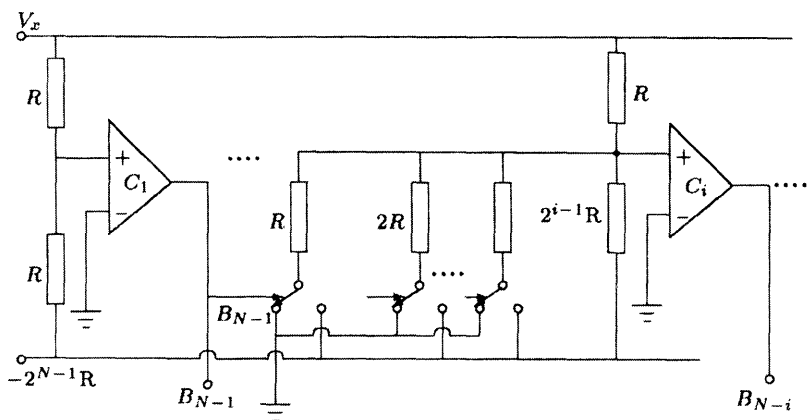 V_x
R
+
C_1
−
....
R
2R
....
2^{i-1}R
R
+
C_i
−
....
B_{N-1}
-2^{N-1}R
B_{N-1}
B_{N-i}